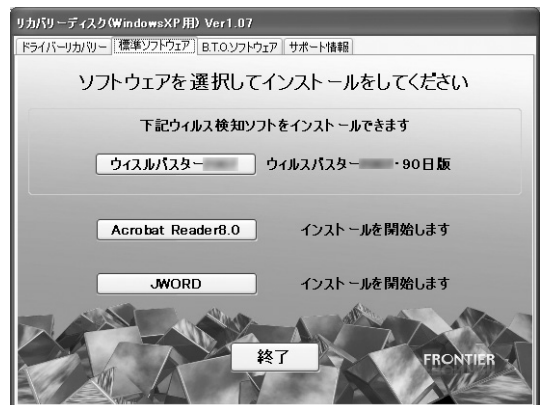 リカバリーディスク(WindowsXP用) Ver1.07
ドライバーリカバリー 標準ソフトウェア B.T.O.ソフトウェア サポート情報
ソフトウェアを選択してインストールをしてください
下記ウィルス検知ソフトをインストールできます
ウィスルバスター ウィルスバスター ・90日版
Acrobat Reader8.0 インストールを開始します
JWORD インストールを開始します
終了
FRONTIER